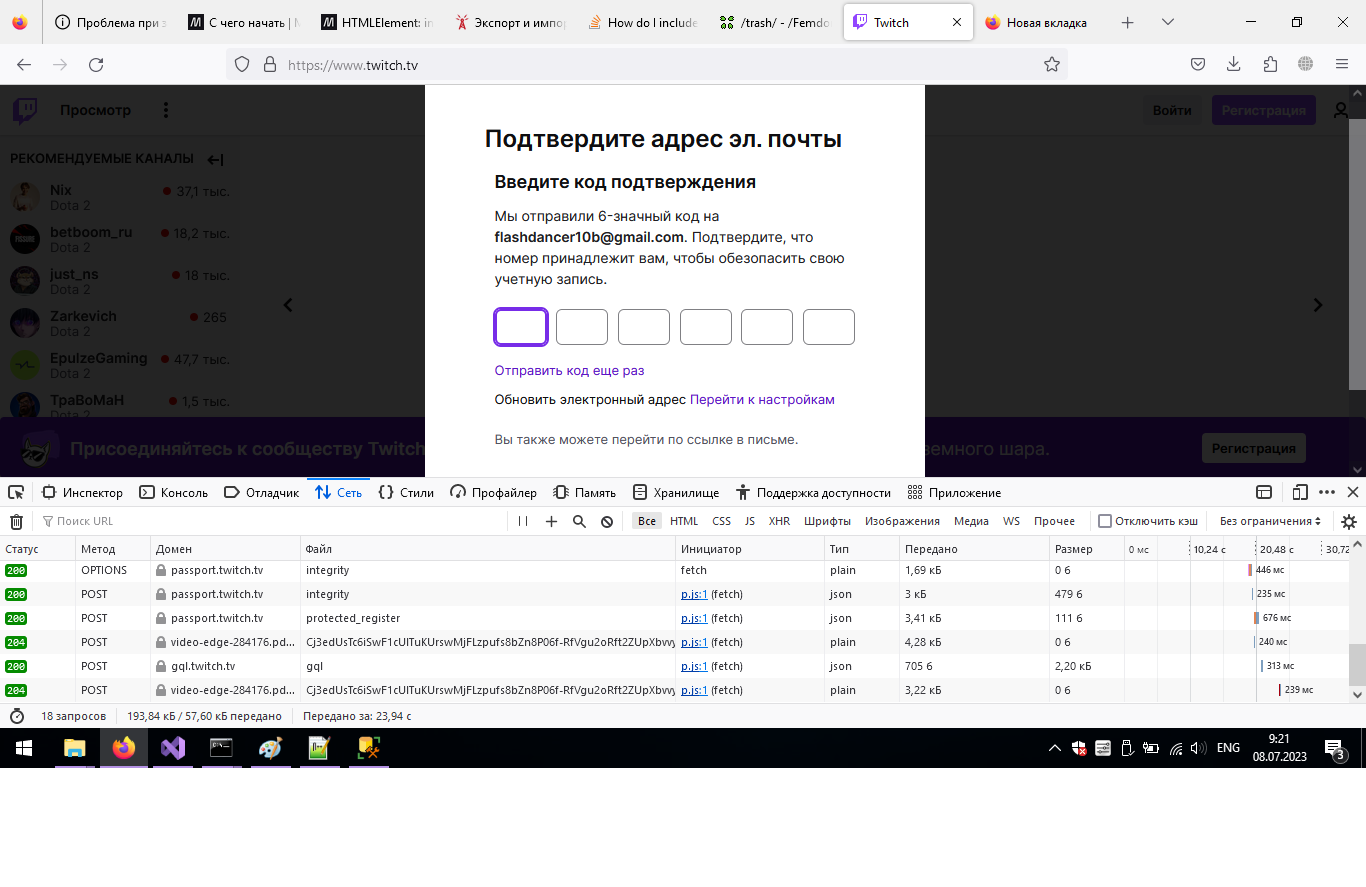 Проблема при з
С чего начать | M
HTMLElement: in
Экспорт и импор
How do I include
/trash/ - /Femdo
Twitch
Новая вкладка
https://www.twitch.tv
Просмотр
Войти
Регистрация
РЕКОМЕНДУЕМЫЕ КАНАЛЫ
Nix
37,1 тыс.
Dota 2
betboom_ru
18,2 тыс.
Dota 2
just_ns
18 тыс.
Dota 2
Zarkevich
265
Dota 2
EpulzeGaming
47,7 тыс.
Dota 2
ТраВоМаН
1,5 тыс.
Подтвердите адрес эл. почты
Введите код подтверждения
Мы отправили 6-значный код на
flashdancer10b@gmail.com. Подтвердите, что
номер принадлежит вам, чтобы обезопасить свою
учетную запись.
Отправить код еще раз
Обновить электронный адрес Перейти к настройкам
Вы также можете перейти по ссылке в письме.
Присоединяйтесь к сообществу Twitch
земного шара.
Регистрация
Инспектор
Консоль
Отладчик
Сеть
Стили
Профайлер
Память
Хранилище
Поддержка доступности
Приложение
Поиск URL
Все
HTML
CSS
JS
XHR
Шрифты
Изображения
Медиа
WS
Прочее
Отключить кэш
Без ограничения
Статус Метод Домен Файл Инициатор Тип Передано Размер 0 мс 10,24 с 20,48 с 30,72
200 OPTIONS passport.twitch.tv integrity fetch plain 1,69 кБ 0 б 446 мс
200 POST passport.twitch.tv integrity p.js:1 (fetch) json 3 кБ 479 б 235 мс
200 POST passport.twitch.tv protected_register p.js:1 (fetch) json 3,41 кБ 111 б 676 мс
204 POST video-edge-284176.pd... p.js:1 (fetch) plain 4,28 кБ 0 б 240 мс
200 POST gql.twitch.tv gql p.js:1 (fetch) json 705 б 2,20 кБ 313 мс
204 POST video-edge-284176.pd... p.js:1 (fetch) plain 3,22 кБ 0 б 239 мс
18 запросов
193,84 кБ / 57,60 кБ передано
Передано за: 23,94 с
ENG
9:21
08.07.2023
3